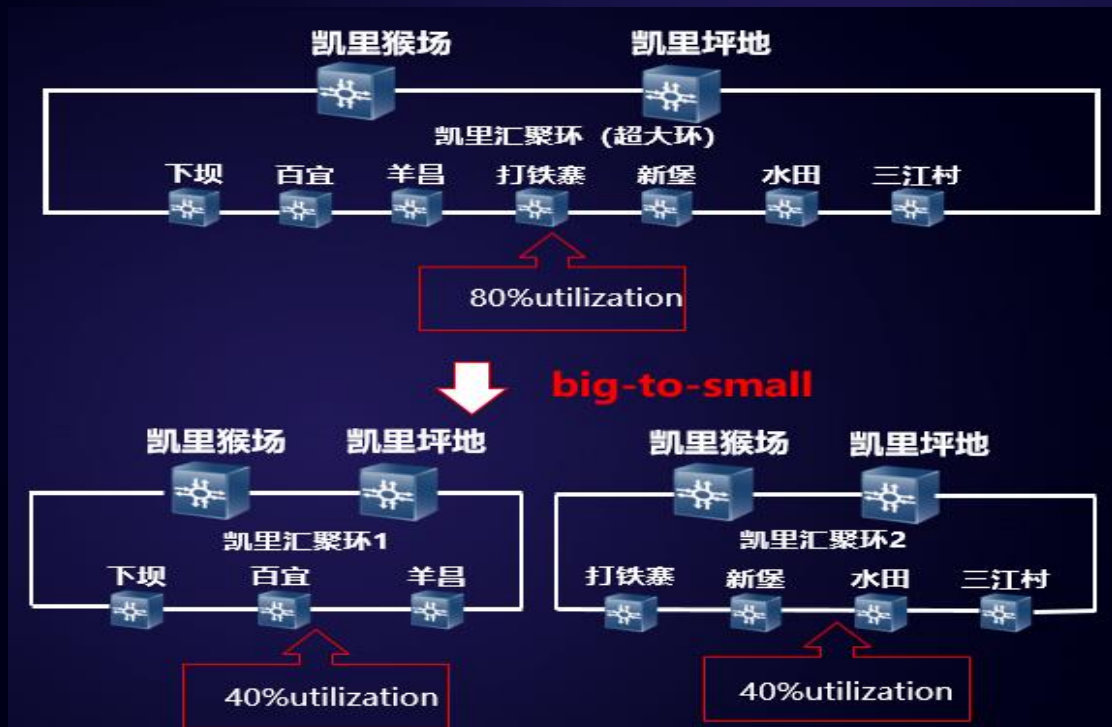 凯里猴场 凯里坪地
凯里汇聚环 (超大环)
下坝 百宜 羊昌 打铁寨 新堡 水田 三江村
80%utilization
big-to-small
凯里猴场 凯里坪地 凯里猴场 凯里坪地
凯里汇聚环1 凯里汇聚环2
下坝 百宜 羊昌 打铁寨 新堡 水田 三江村
40%utilization 40%utilization